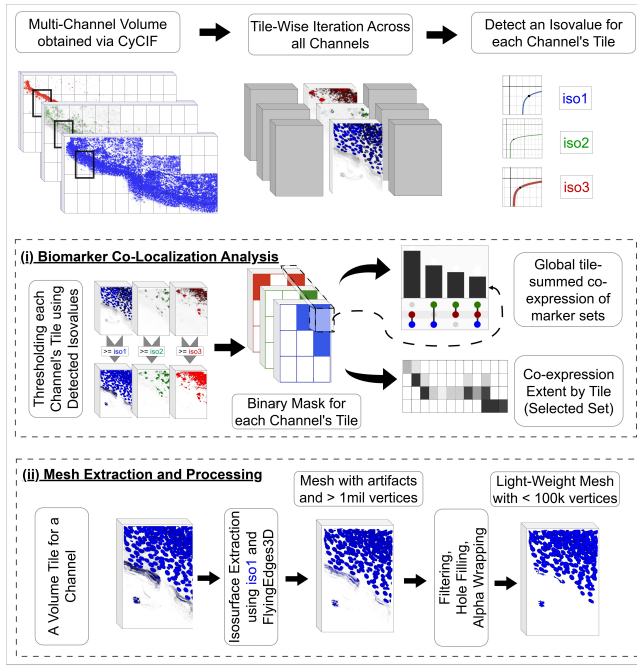 Multi-Channel Volume
obtained via CyCIF
Tile-Wise Iteration Across
all Channels
Detect an Isovalue for
each Channel's Tile
iso1
iso2
iso3
(i) Biomarker Co-Localization Analysis
Thresholding each
Channel's Tile using
Detected Isovalues
>= iso1
>= iso2
>= iso3
Binary Mask for
each Channel's Tile
Global tile-
summed co-
expression of
marker sets
Co-expression
Extent by Tile
(Selected Set)
(ii) Mesh Extraction and Processing
A Volume Tile for a
Channel
Isosurface Extraction
using iso1 and
FlyingEdges3D
Mesh with artifacts
and > 1mil vertices
Filtering,
Hole Filling,
Alpha Wrapping
Light-Weight Mesh
with < 100k vertices